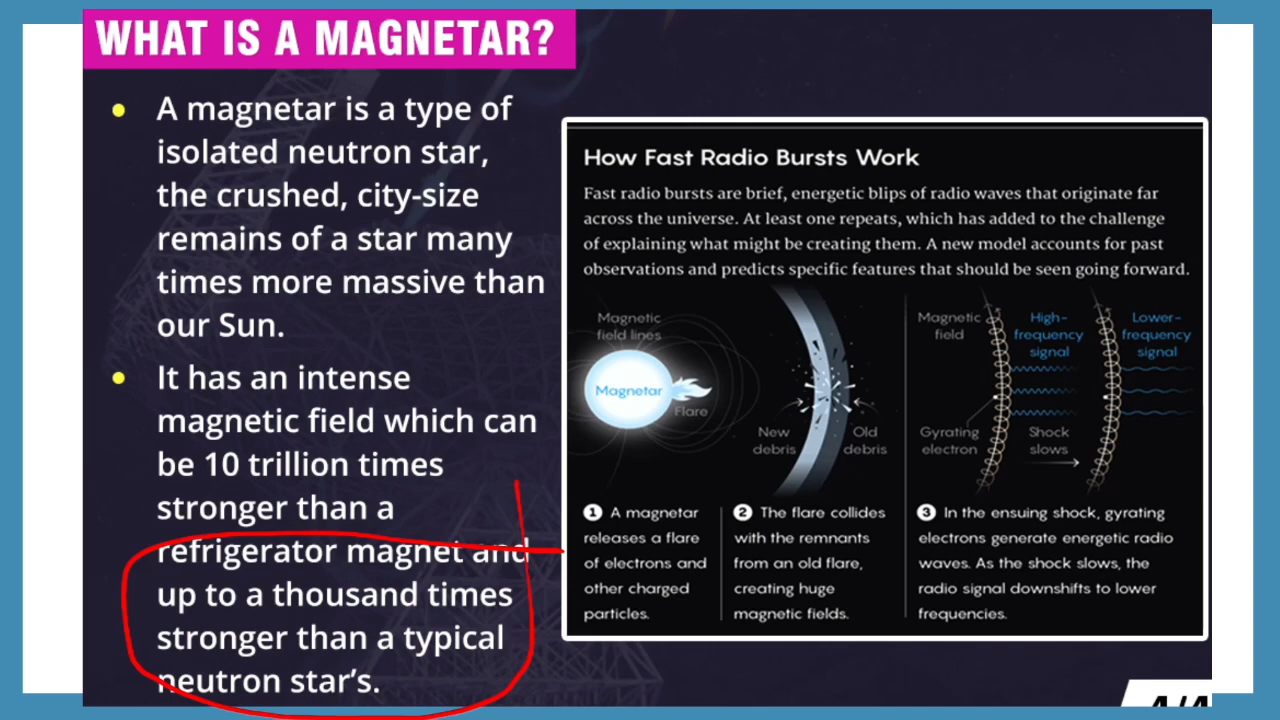 WHAT IS A MAGNETAR?
A magnetar is a type of
isolated neutron star,
the crushed, city-size
remains of a star many
times more massive than
our Sun.
It has an intense
magnetic field which can
be 10 trillion times
stronger than a
refrigerator magnet and
up to a thousand times
stronger than a typical
neutron star's.
How Fast Radio Bursts Work
Fast radio bursts are brief, energetic blips of radio waves that originate far
across the universe. At least one repeats, which has added to the challenge
of explaining what might be creating them. A new model accounts for past
observations and predicts specific features that should be seen going forward.
Magnetic
field lines
Magnetar
Flare
New
debris
Old
debris
Magnetic
field
High-
frequency
signal
Lower-
frequency
signal
Gyrating
electron
Shock
slows
1 A magnetar
releases a flare
of electrons and
other charged
particles.
2 The flare collides
with the remnants
from an old flare,
creating huge
magnetic fields.
3 In the ensuing shock, gyrating
electrons generate energetic radio
waves. As the shock slows, the
radio signal downshifts to lower
frequencies.